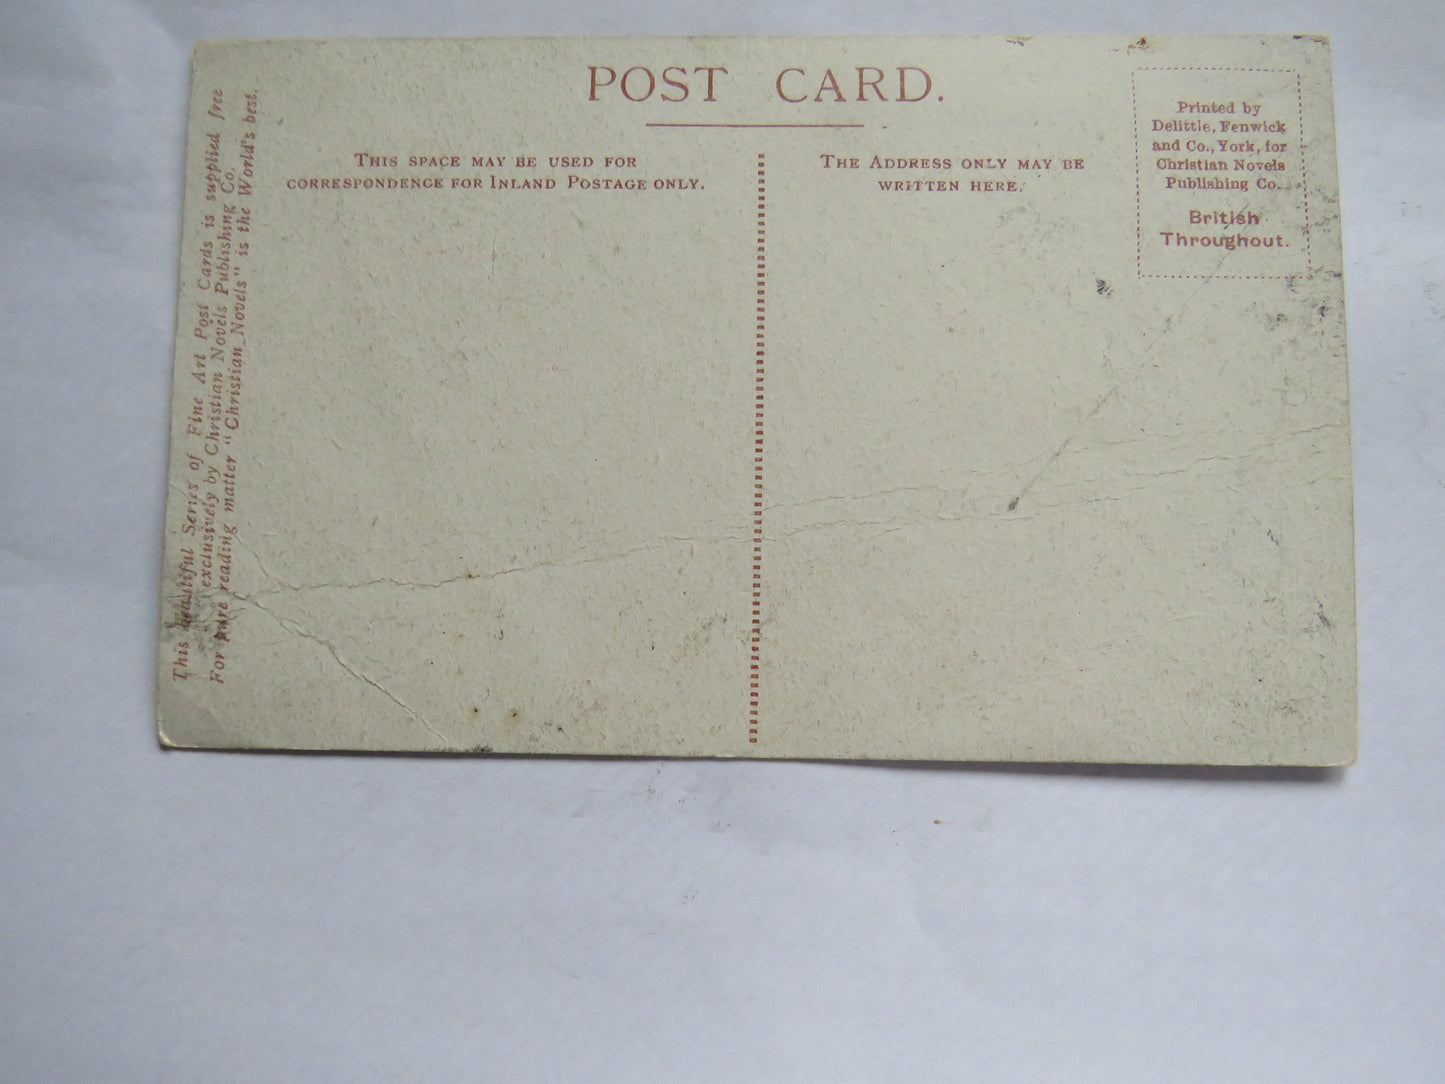 POST CARD.
THIS SPACE MAY BE USED FOR
CORRESPONDENCE FOR INLAND POSTAGE ONLY.
THE ADDRESS ONLY MAY BE
WRITTEN HERE.
Printed by
Delittle, Fenwick
and Co., York, for
Christian Novels
Publishing Co.
British
Throughout.
This beautiful Series of Fine Art Post Cards is supplied free
exclusively by Christian Novels Publishing Co.
For pure reading matter "Christian Novels" is the World's best.